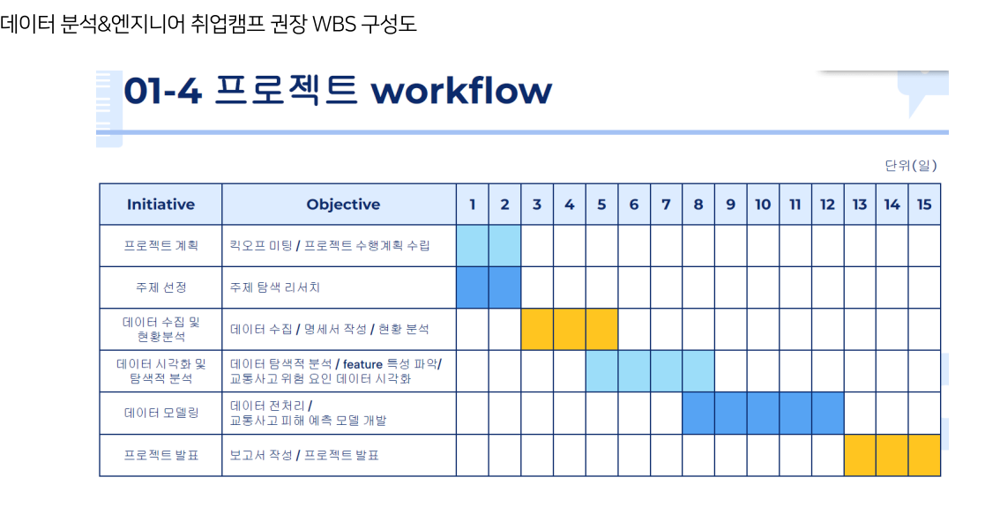 데이터 분석&엔지니어 취업캠프 권장 WBS 구성도
01-4 프로젝트 workflow
단위(일)
Initiative Objective 1 2 3 4 5 6 7 8 9 10 11 12 13 14 15
프로젝트 계획 킥오프 미팅 / 프로젝트 수행계획 수립
주제 선정 주제 탐색 리서치
데이터 수집 및
현황분석
데이터 수집 / 명세서 작성 / 현황 분석
데이터 시각화 및
탐색적 분석
데이터 탐색적 분석 / feature 특성 파악/
교통사고 위험 요인 데이터 시각화
데이터 모델링
데이터 전처리 /
교통사고 피해 예측 모델 개발
프로젝트 발표 보고서 작성 / 프로젝트 발표